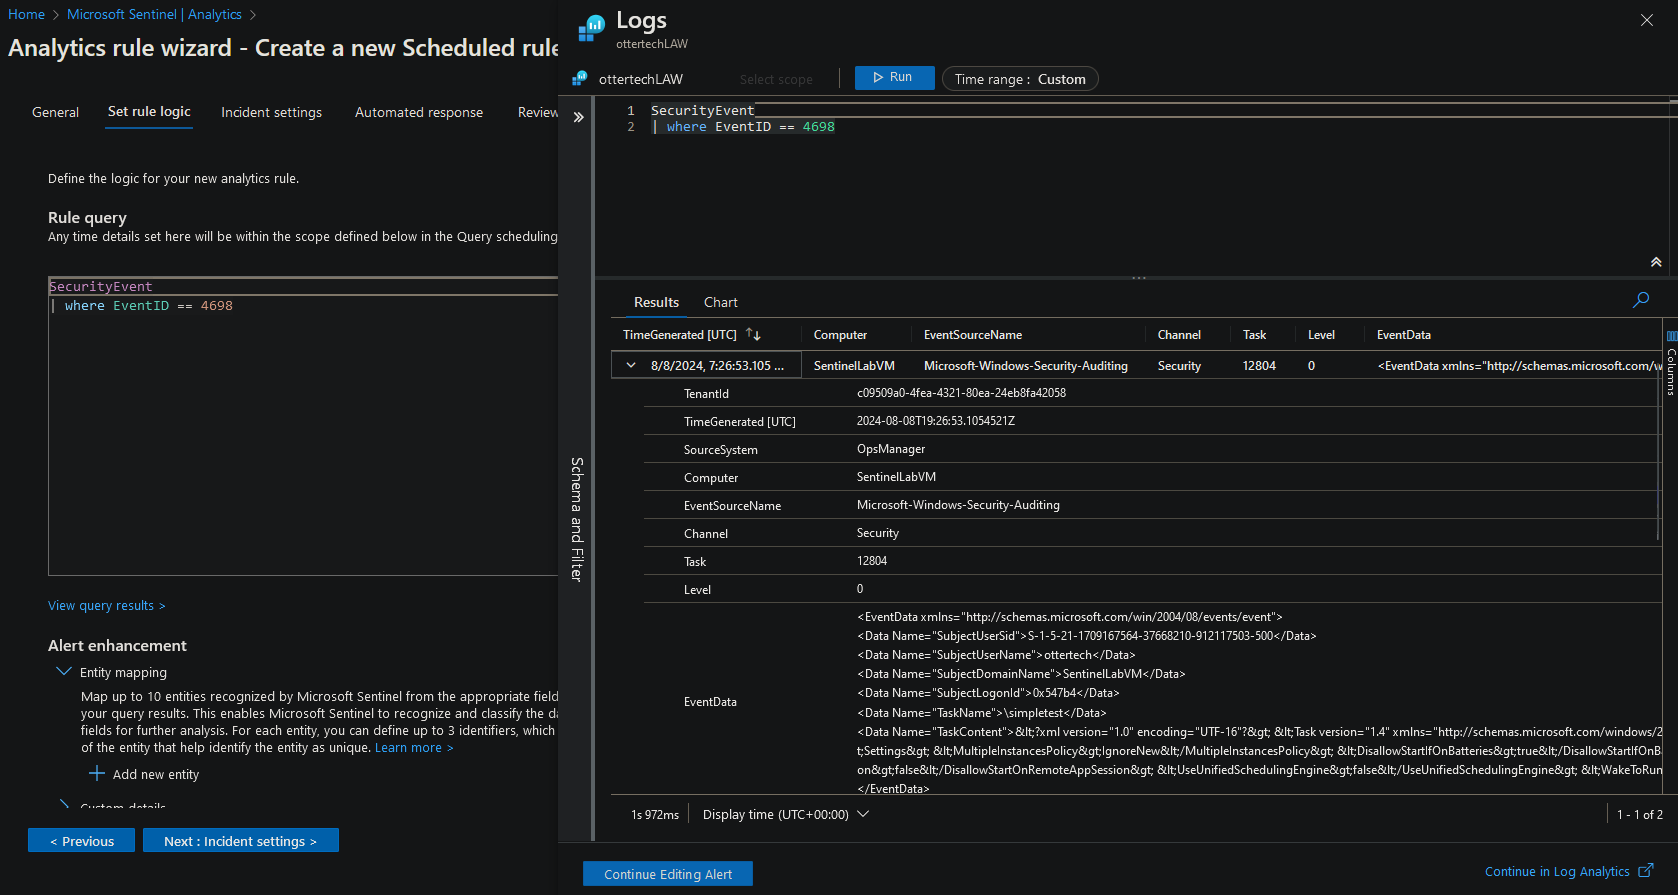 Home > Microsoft Sentinel | Analytics >
Analytics rule wizard - Create a new Scheduled rule
General Set rule logic Incident settings Automated response Review
Define the logic for your new analytics rule.
Rule query
Any time details set here will be within the scope defined below in the Query scheduling
SecurityEvent
| where EventID == 4698
View query results >
Alert enhancement
Entity mapping
Map up to 10 entities recognized by Microsoft Sentinel from the appropriate field
your query results. This enables Microsoft Sentinel to recognize and classify the da
fields for further analysis. For each entity, you can define up to 3 identifiers, which
of the entity that help identify the entity as unique. Learn more >
Add new entity
Custom details
< Previous Next : Incident settings >
Logs
ottertechLAW
ottertechLAW Select scope Run Time range : Custom
1 SecurityEvent
2 | where EventID == 4698
Schema and Filter
Results Chart
TimeGenerated [UTC] Computer EventSourceName Channel Task Level EventData
8/8/2024, 7:26:53.105 ... SentinelLabVM Microsoft-Windows-Security-Auditing Security 12804 0 <EventData xmlns="http://schemas.microsoft.com/w
Columns
TenantId c09509a0-4fea-4321-80ea-24eb8fa42058
TimeGenerated [UTC] 2024-08-08T19:26:53.1054521Z
SourceSystem OpsManager
Computer SentinelLabVM
EventSourceName Microsoft-Windows-Security-Auditing
Channel Security
Task 12804
Level 0
EventData
<EventData xmlns="http://schemas.microsoft.com/win/2004/08/events/event">
<Data Name="SubjectUserSid">S-1-5-21-1709167564-37668210-912117503-500</Data>
<Data Name="SubjectUserName">ottertech</Data>
<Data Name="SubjectDomainName">SentinelLabVM</Data>
<Data Name="SubjectLogonId">0x547b4</Data>
<Data Name="TaskName">\simpletest</Data>
<Data Name="TaskContent">&lt;?xml version="1.0" encoding="UTF-16"?&gt; &lt;Task version="1.4" xmlns="http://schemas.microsoft.com/windows/2
t;Settings&gt; &lt;MultipleInstancesPolicy&gt;IgnoreNew&lt;/MultipleInstancesPolicy&gt; &lt;DisallowStartIfOnBatteries&gt;true&lt;/DisallowStartIfOnB
on&gt;false&lt;/DisallowStartOnRemoteAppSession&gt; &lt;UseUnifiedSchedulingEngine&gt;false&lt;/UseUnifiedSchedulingEngine&gt; &lt;WakeToRun
</EventData>
1s 972ms Display time (UTC+00:00) 1 - 1 of 2
Continue Editing Alert Continue in Log Analytics